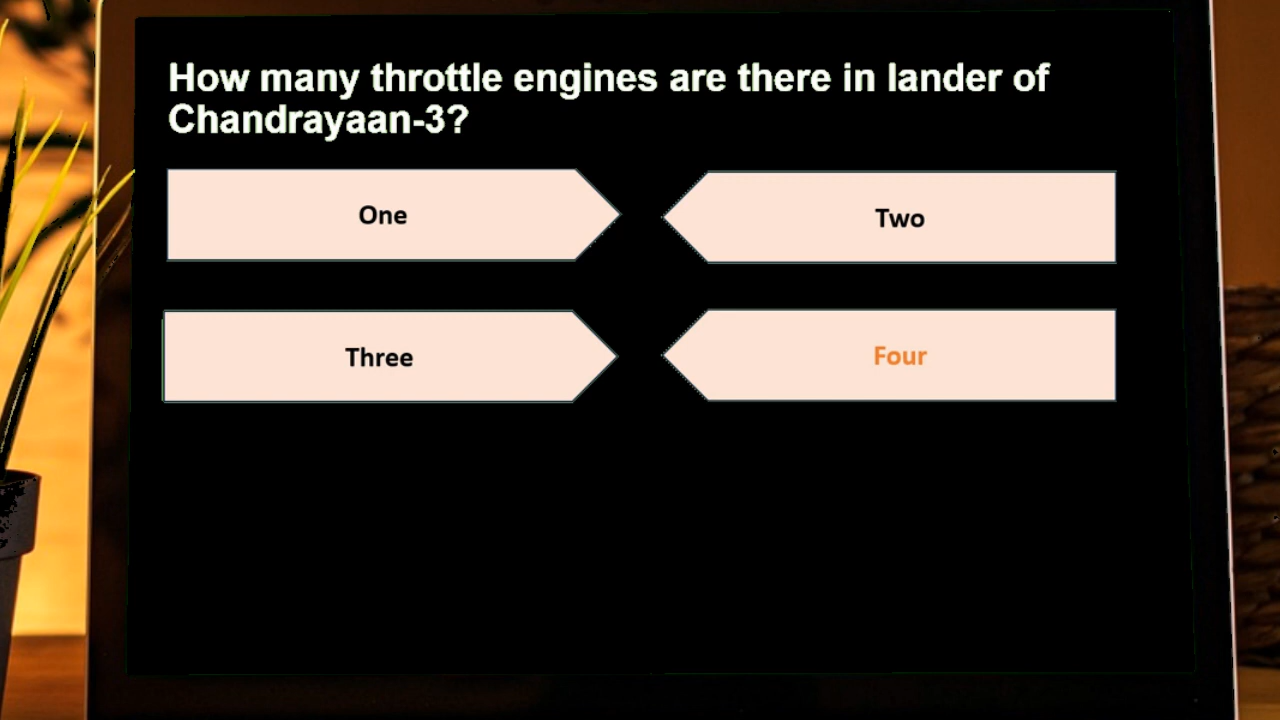 How many throttle engines are there in lander of
Chandrayaan-3?
One
Two
Three
Four